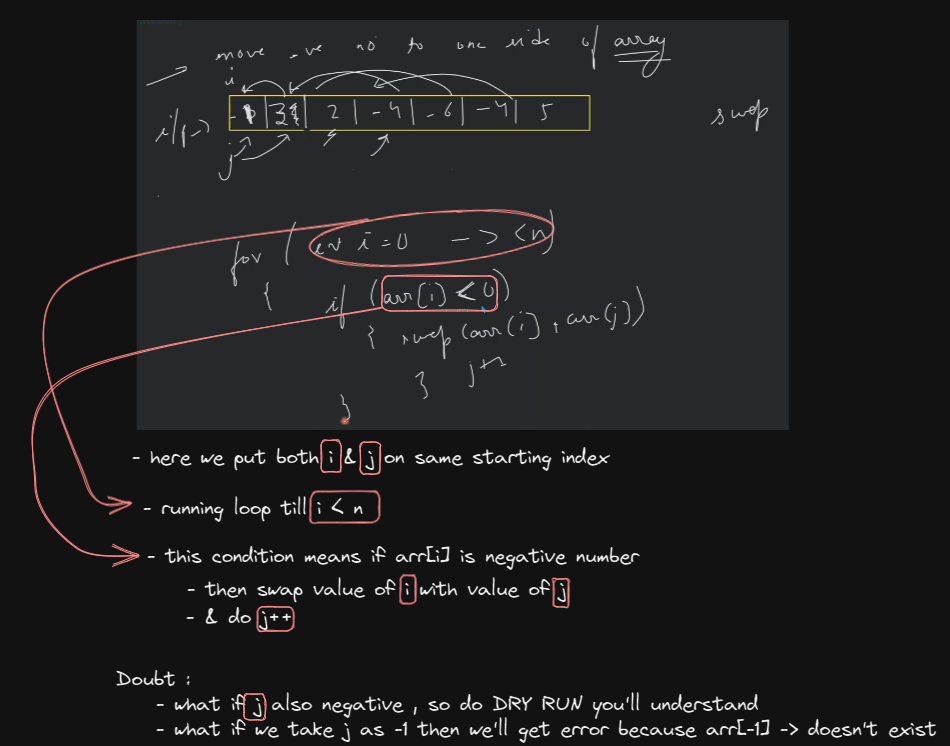 move -ve no to one side of array
i
i/p->
2 | - 4 | - 6 | - 4 | 5
swap
j
for ( int i = 0 -> < n)
{ if (arr[i] < 0)
{ swap (arr(i), arr(j))
j++
}
}
- here we put both i & j on same starting index
- running loop till i < n
- this condition means if arr[i] is negative number
- then swap value of i with value of j
- & do j++
Doubt :
- what if j also negative , so do DRY RUN you'll understand
- what if we take j as -1 then we'll get error because arr[-1] -> doesn't exist